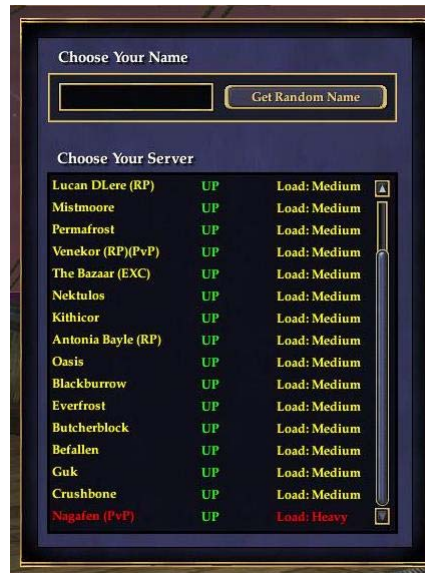 Choose Your Name
Get Random Name
Choose Your Server
Lucan DLere (RP) UP Load: Medium
Mistmoore UP Load: Medium
Permafrost UP Load: Medium
Venekor (RP)(PvP) UP Load: Medium
The Bazaar (EXC) UP Load: Medium
Nektulos UP Load: Medium
Kithicor UP Load: Medium
Antonia Bayle (RP) UP Load: Medium
Oasis UP Load: Medium
Blackburrow UP Load: Medium
Everfrost UP Load: Medium
Butcherblock UP Load: Medium
Befallen UP Load: Medium
Guk UP Load: Medium
Crushbone UP Load: Medium
Nagafen (PvP) UP Load: Heavy